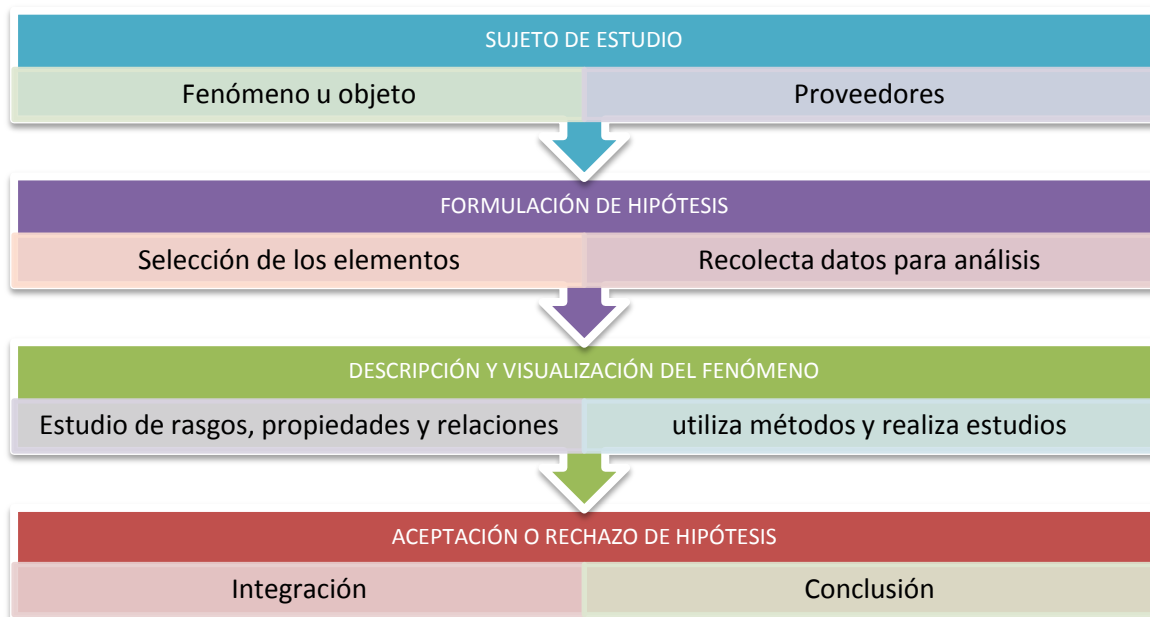 SUJETO DE ESTUDIO
Fenómeno u objeto
Proveedores
FORMULACIÓN DE HIPÓTESIS
Selección de los elementos
Recolecta datos para análisis
DESCRIPCIÓN Y VISUALIZACIÓN DEL FENÓMENO
Estudio de rasgos, propiedades y relaciones
utiliza métodos y realiza estudios
ACEPTACIÓN O RECHAZO DE HIPÓTESIS
Integración
Conclusión